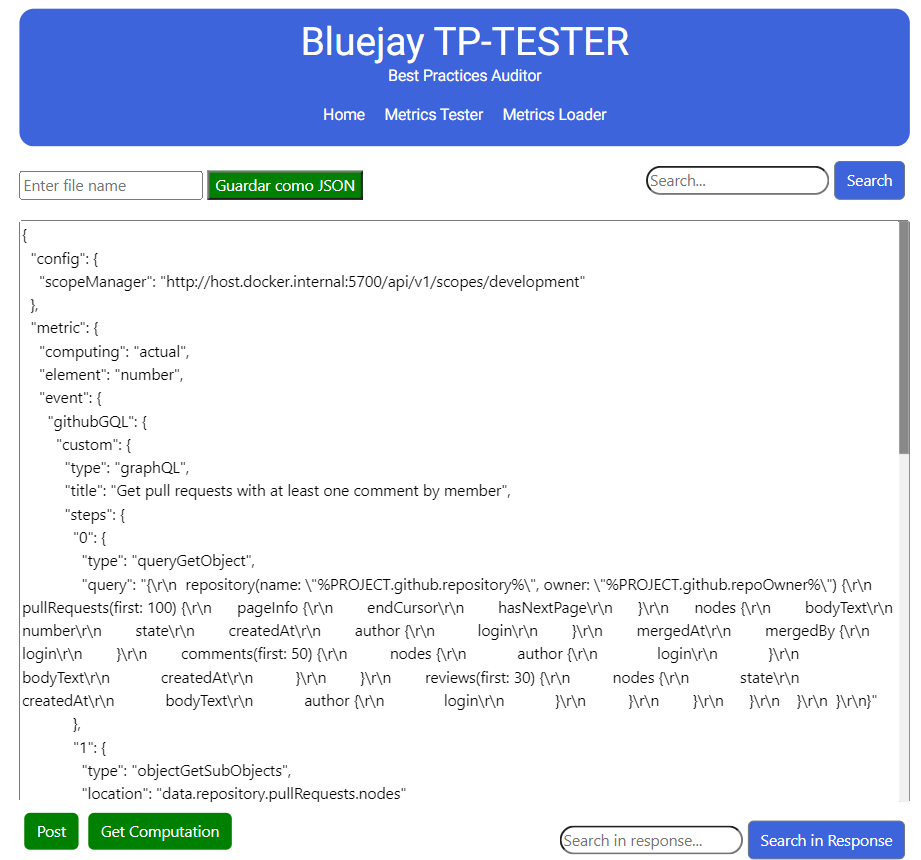 Bluejay TP-TESTER
Best Practices Auditor
Home Metrics Tester Metrics Loader
Enter file name Guardar como JSON Search... Search
{
"config": {
"scopeManager": "http://host.docker.internal:5700/api/v1/scopes/development"
},
"metric": {
"computing": "actual",
"element": "number",
"event": {
"githubGQL": {
"custom": {
"type": "graphQL",
"title": "Get pull requests with at least one comment by member",
"steps": {
"0": {
"type": "queryGetObject",
"query": "{\r\n  repository(name: \"%PROJECT.github.repository%\", owner: \"%PROJECT.github.repoOwner%\") {\r\n
pullRequests(first: 100) {\r\n      pageInfo {\r\n        endCursor\r\n        hasNextPage\r\n      }\r\n      nodes {\r\n        bodyText\r\n
number\r\n        state\r\n        createdAt\r\n        author {\r\n          login\r\n        }\r\n        mergedAt\r\n        mergedBy {\r\n
login\r\n        }\r\n        comments(first: 50) {\r\n          nodes {\r\n            author {\r\n              login\r\n            }\r\n
bodyText\r\n            createdAt\r\n          }\r\n        }\r\n        reviews(first: 30) {\r\n          nodes {\r\n            state\r\n
createdAt\r\n            bodyText\r\n            author {\r\n              login\r\n            }\r\n          }\r\n        }\r\n      }\r\n    }\r\n  }\r\n}"
},
"1": {
"type": "objectGetSubObjects",
"location": "data.repository.pullRequests.nodes"
Post Get Computation Search in response... Search in Response